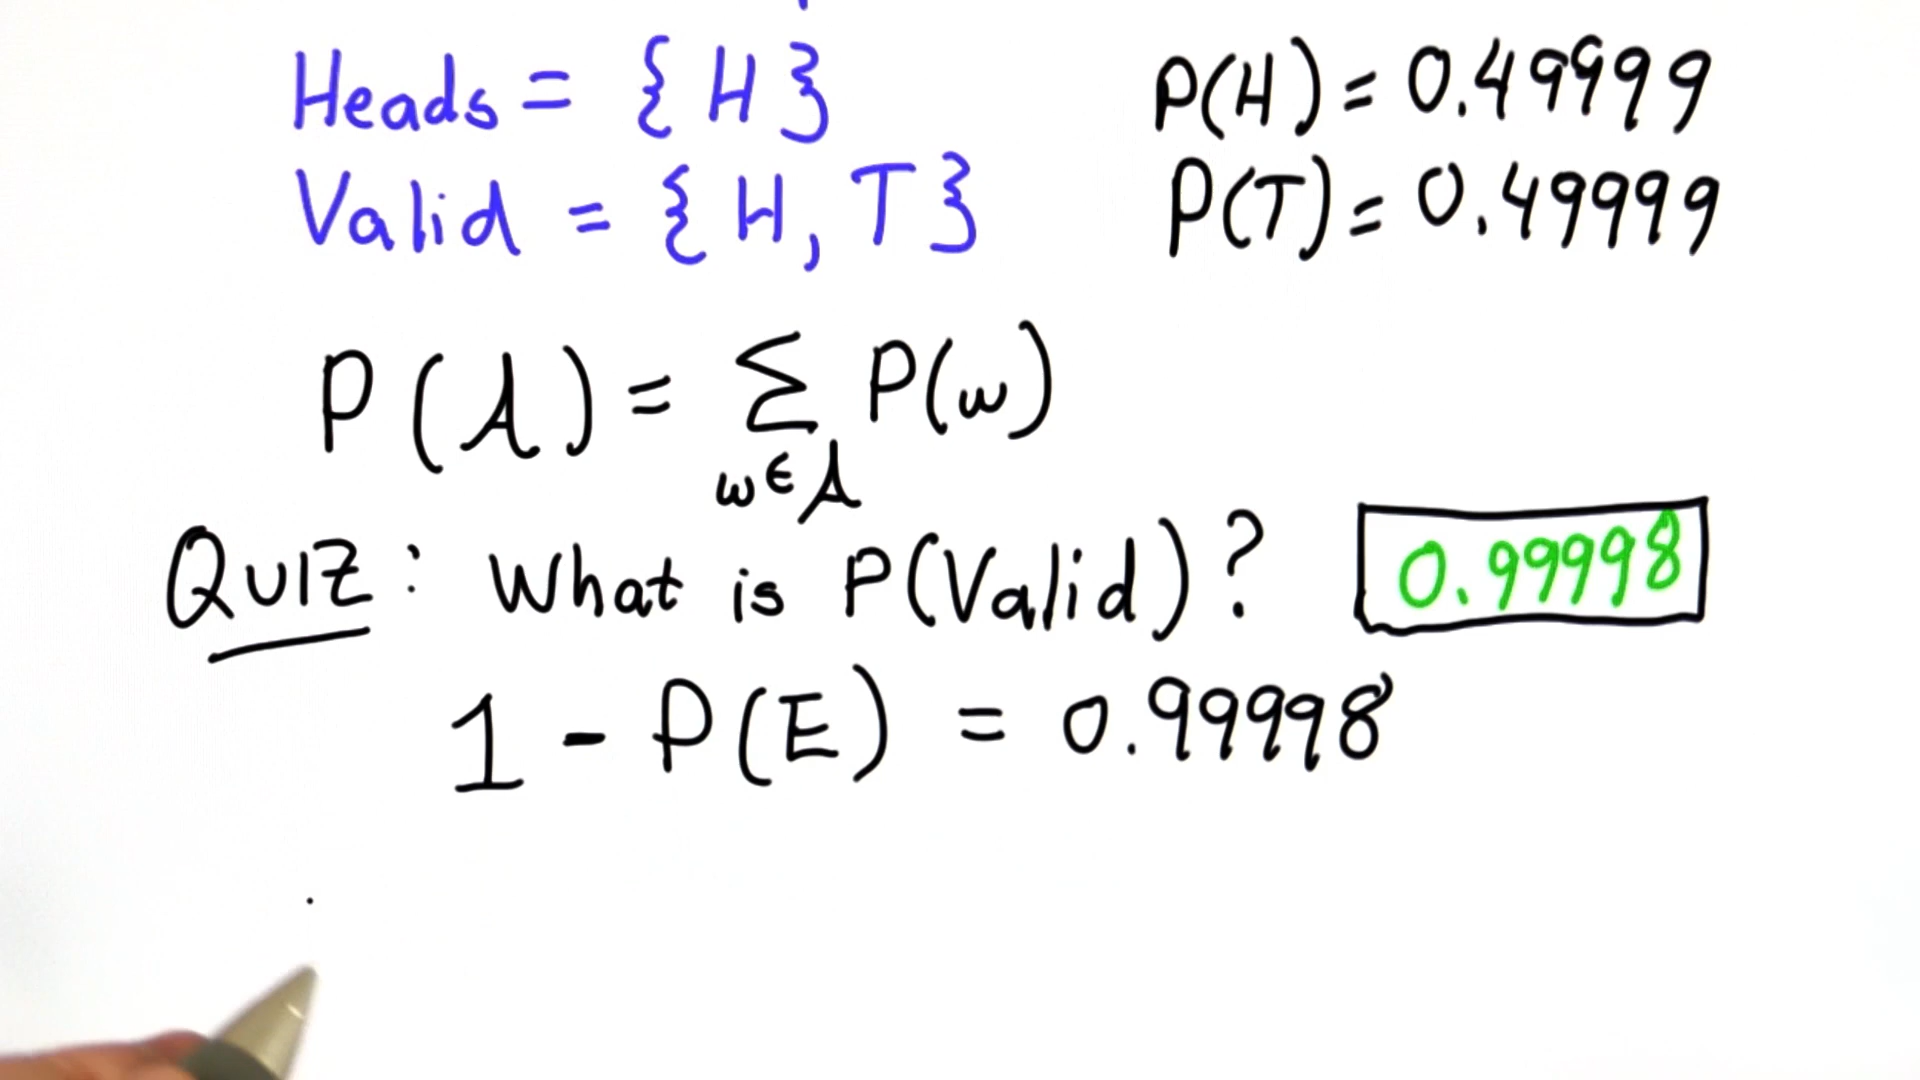 Heads = { H }
Valid = { H, T }
P(H) = 0.49999
P(T) = 0.49999
P(A) = ∑ P(ω)
ω∈A
QUIZ: What is P(Valid)? 0.99998
1 - P(E) = 0.99998